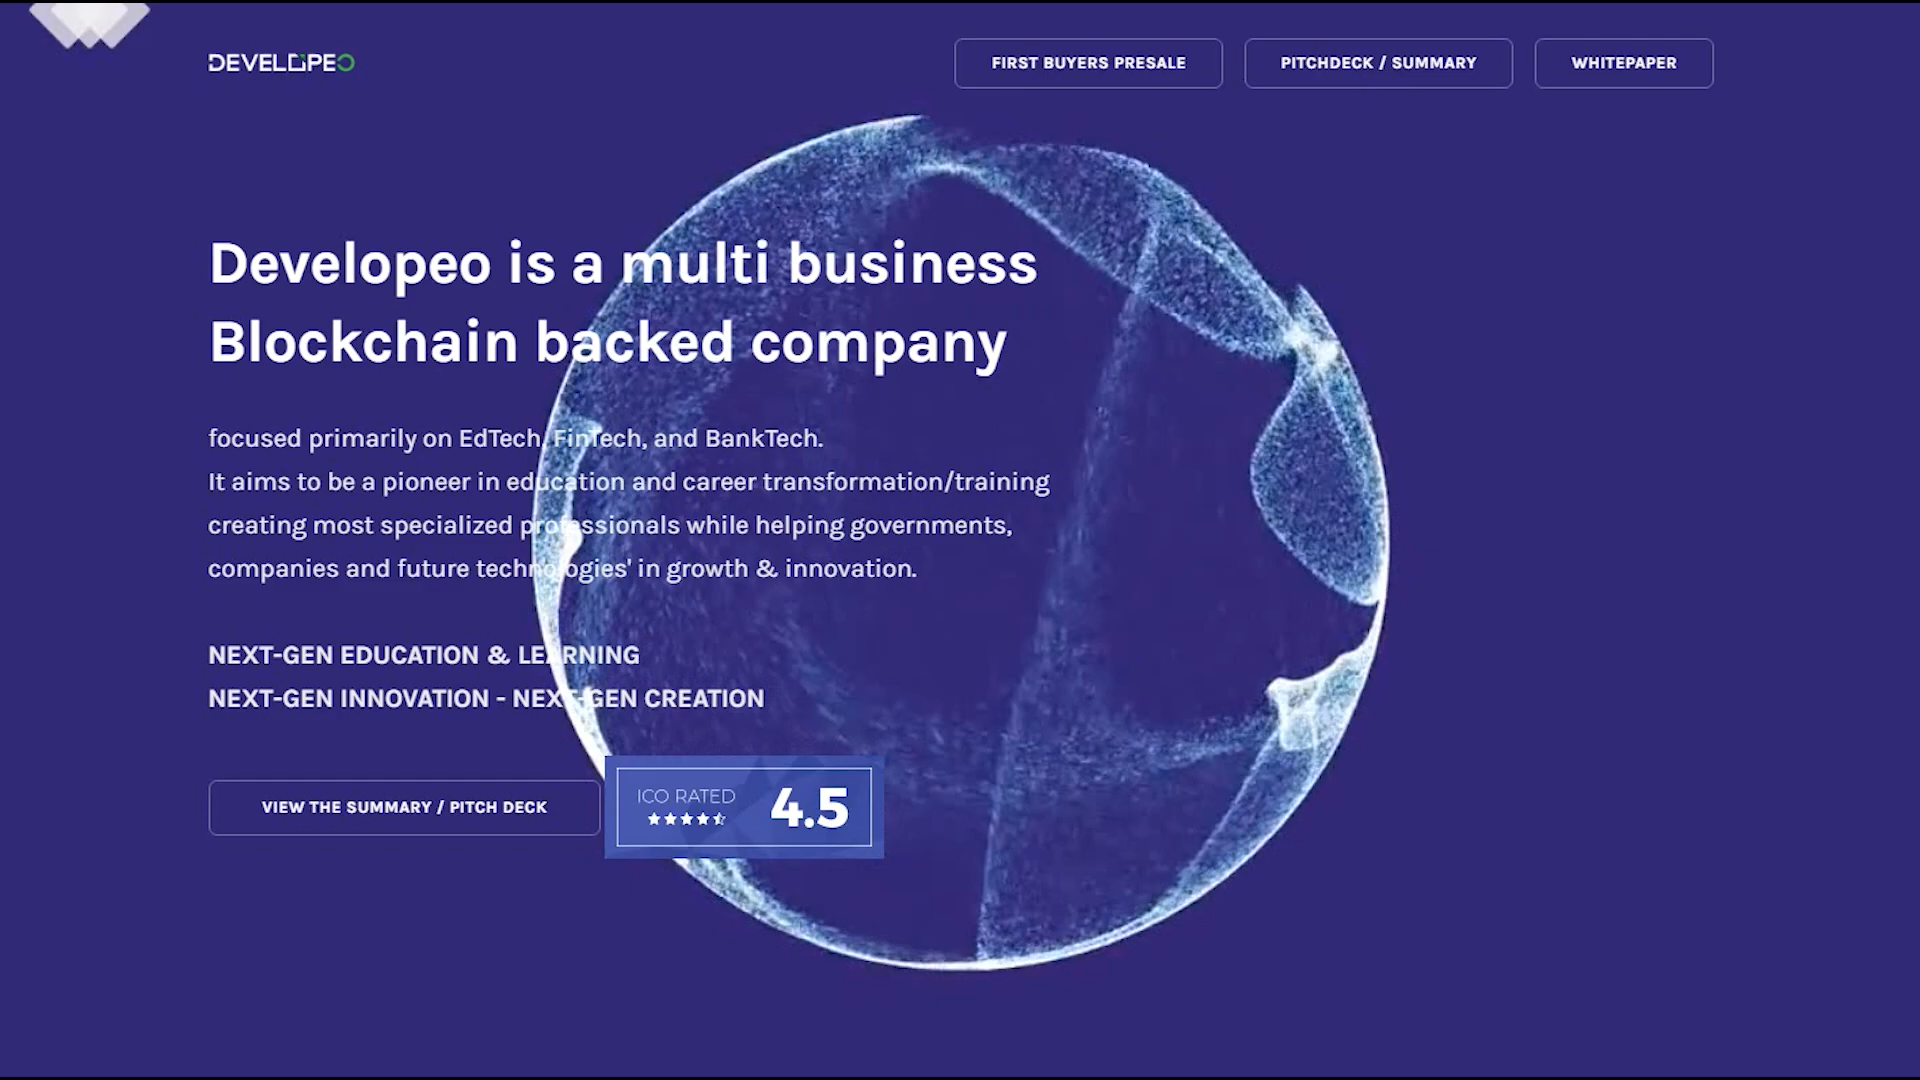 DEVELOPEO
FIRST BUYERS PRESALE
PITCHDECK / SUMMARY
WHITEPAPER
Developeo is a multi business
Blockchain backed company
focused primarily on EdTech, FinTech, and BankTech.
It aims to be a pioneer in education and career transformation/training
creating most specialized professionals while helping governments,
companies and future technologies' in growth & innovation.
NEXT-GEN EDUCATION & LEARNING
NEXT-GEN INNOVATION - NEXT-GEN CREATION
VIEW THE SUMMARY / PITCH DECK
ICO RATED
4.5